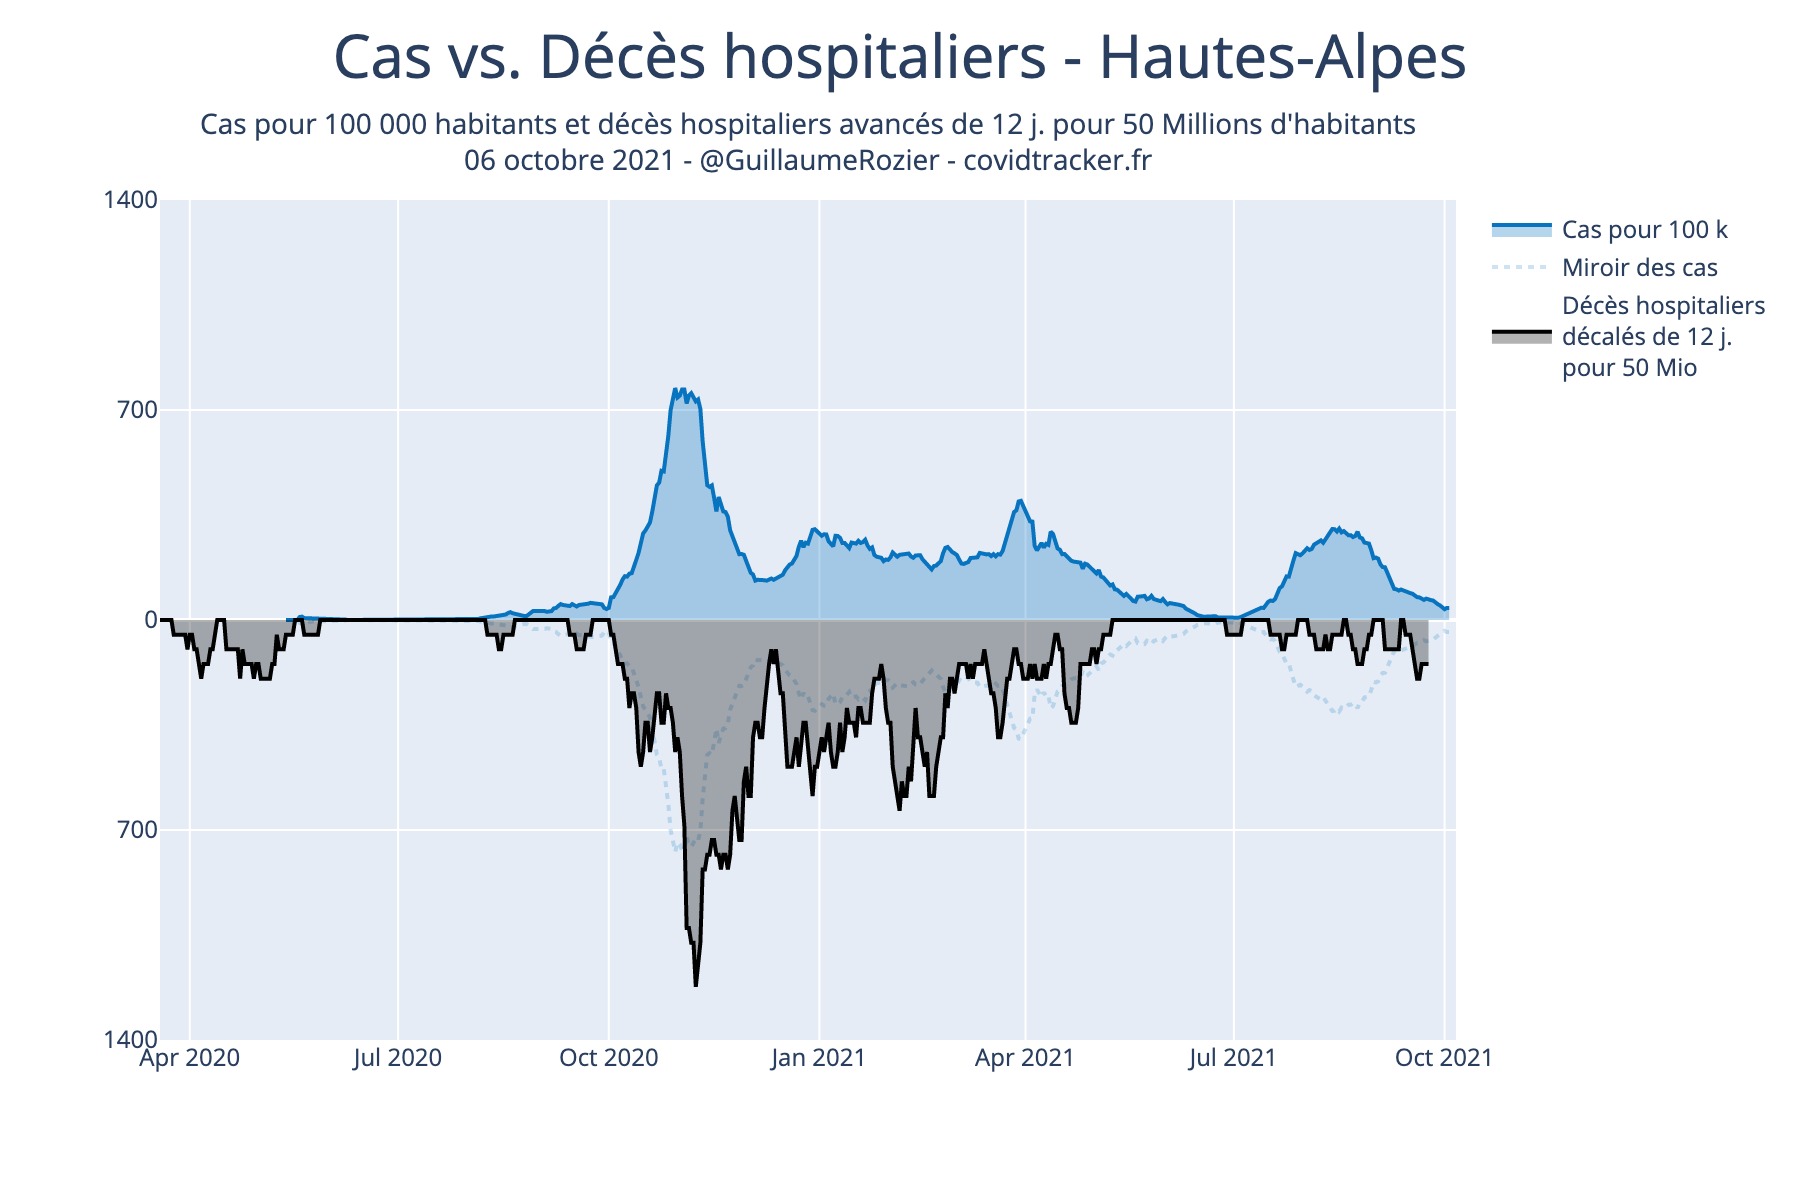 Cas vs. Décès hospitaliers - Hautes-Alpes
Cas pour 100 000 habitants et décès hospitaliers avancés de 12 j. pour 50 Millions d'habitants
06 octobre 2021 - @GuillaumeRozier - covidtracker.fr
1400
700
0
700
1400
Apr 2020
Jul 2020
Oct 2020
Jan 2021
Apr 2021
Jul 2021
Oct 2021
Cas pour 100 k
Miroir des cas
Décès hospitaliers
décalés de 12 j.
pour 50 Mio